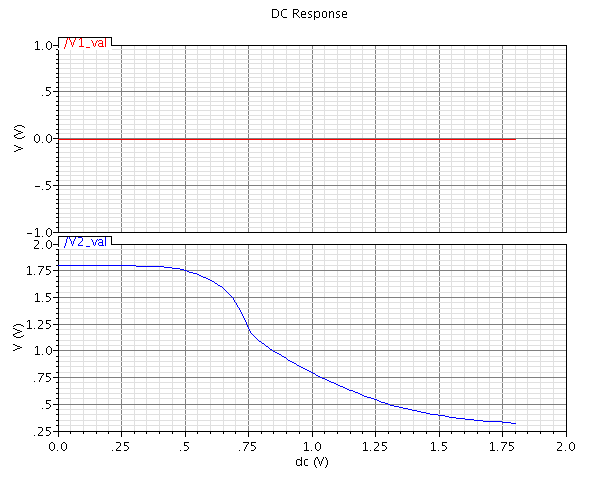 DC Response
/V1_val
1.0
.5
0.0
-.5
-1.0
V (V)
/V2_val
2.0
1.75
1.5
1.25
1.0
.75
.5
.25
V (V)
0.0 .25 .5 .75 1.0 1.25 1.5 1.75 2.0
dc (V)